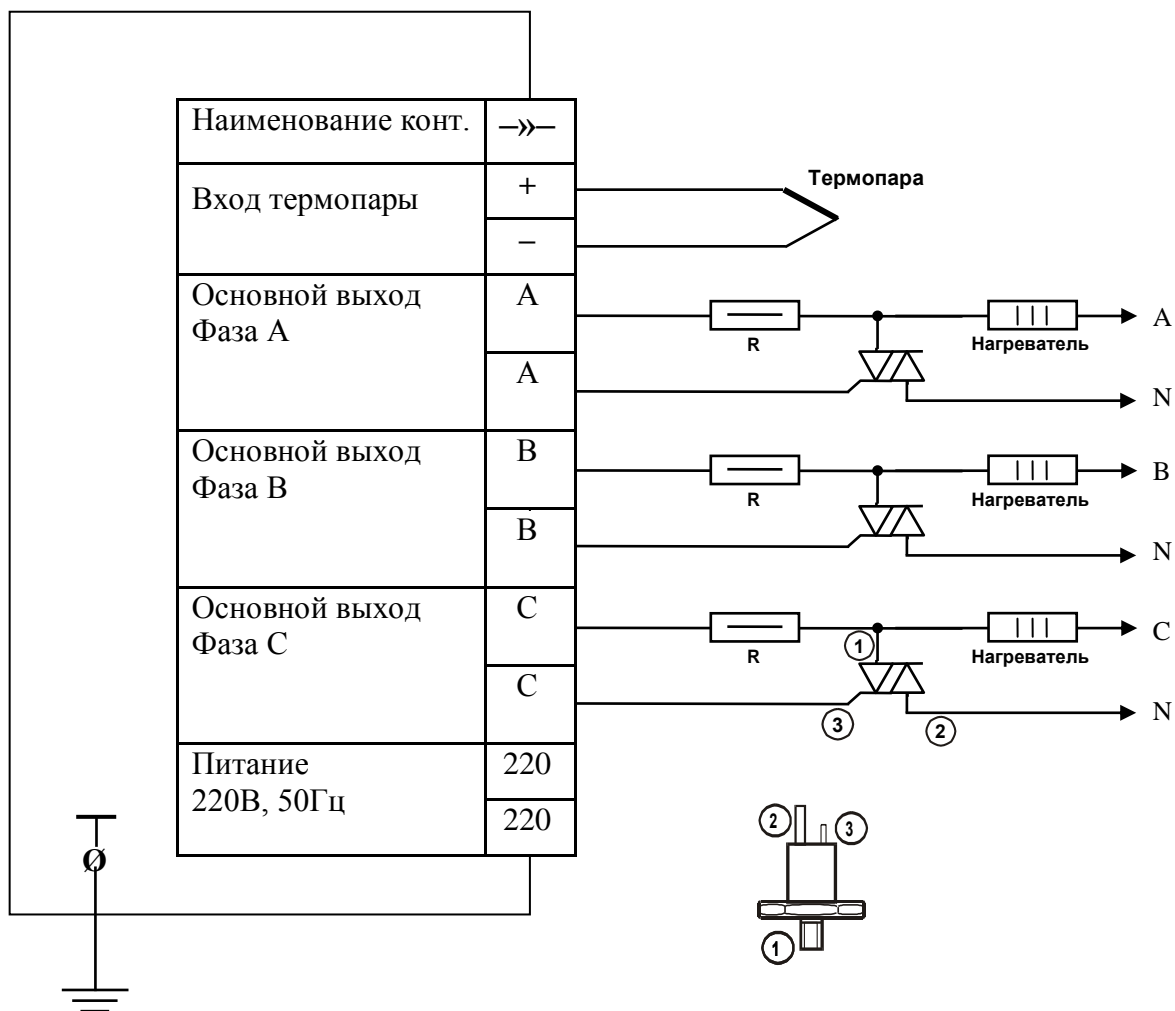 Наименование конт. –»–
Вход термопары +
–
Термопара
Основной выход
Фаза А
А
А
R
Нагреватель
А
N
Основной выход
Фаза В
В
В
R
Нагреватель
В
N
Основной выход
Фаза С
С
С
R
1
Нагреватель
С
3
2
N
Питание
220В, 50Гц
220
220
Ø
2
3
1